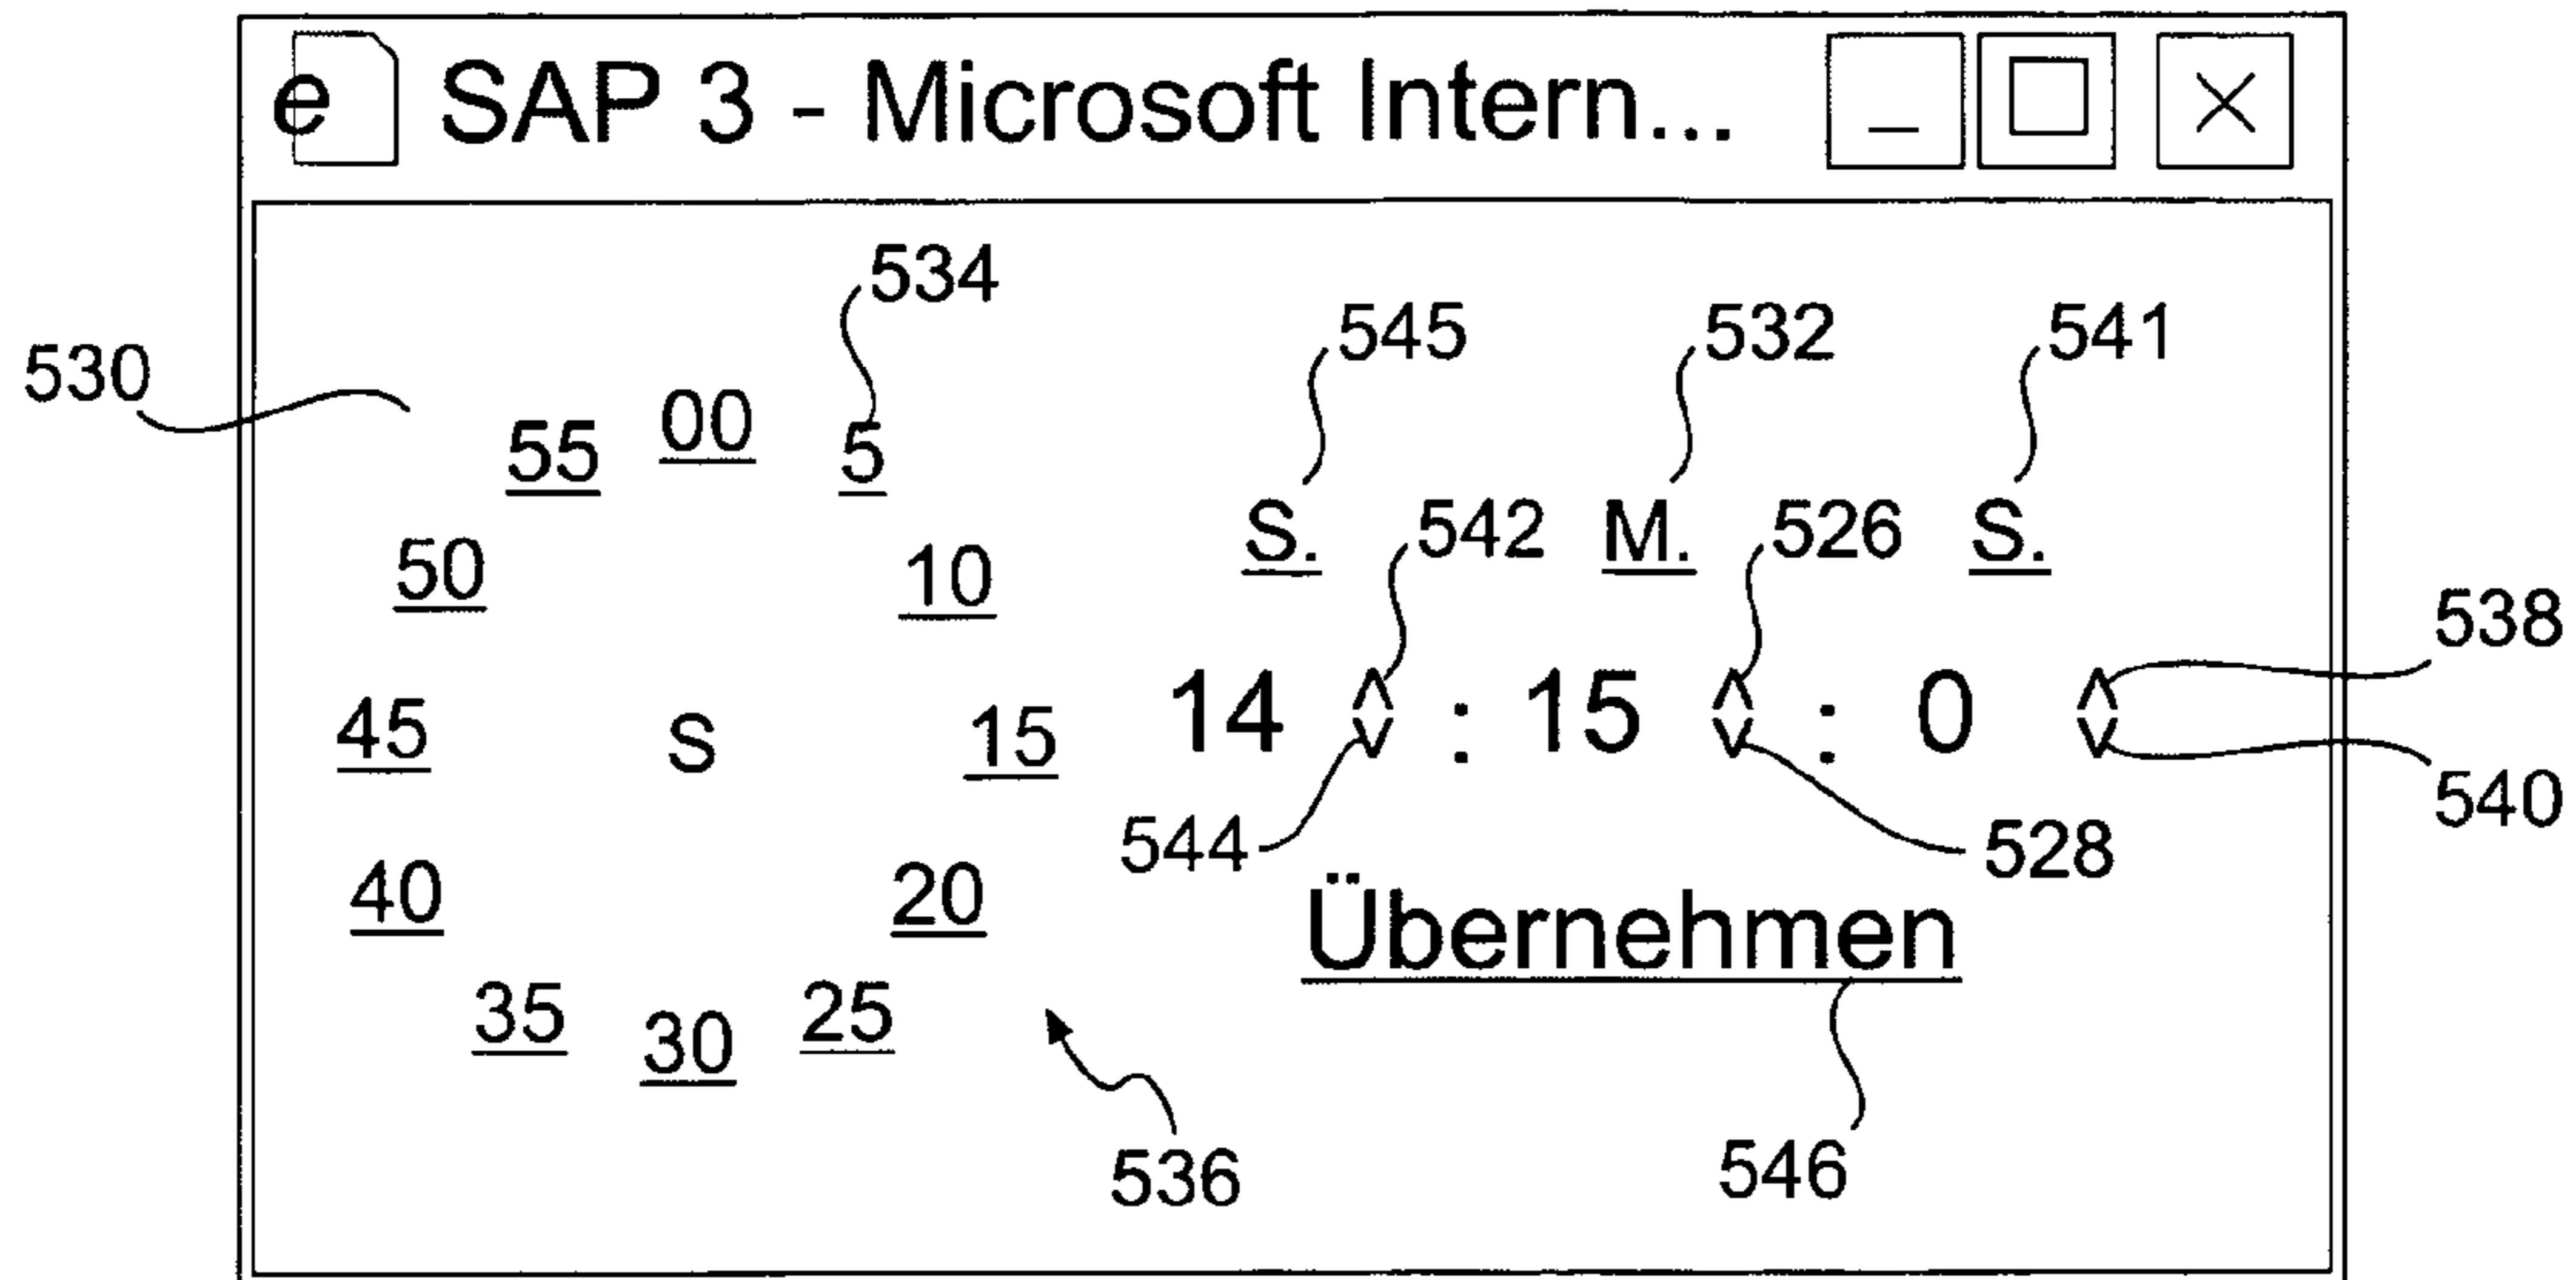 e SAP 3 - Microsoft Intern...
534
545 532 541
530
55 00 5
S. 542 M. 526 S.
50 10
538
45 S 15 14 : 15 : 0
540
544 528
40 20 Übernehmen
35 30 25
536 546